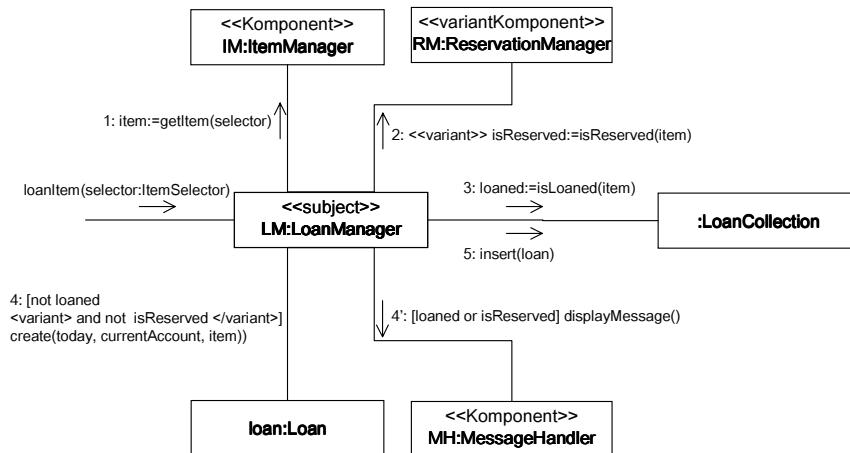 <<Komponent>>
IM:ItemManager
<<variantKomponent>>
RM:ReservationManager
1: item:=getItem(selector)
2: <<variant>> isReserved:=isReserved(item)
loanItem(selector:ItemSelector)
<<subject>>
LM:LoanManager
3: loaned:=isLoaned(item)
5: insert(loan)
:LoanCollection
4: [not loaned
<variant> and not isReserved </variant>]
create(today, currentAccount, item))
4': [loaned or isReserved] displayMessage()
loan:Loan
<<Komponent>>
MH:MessageHandler